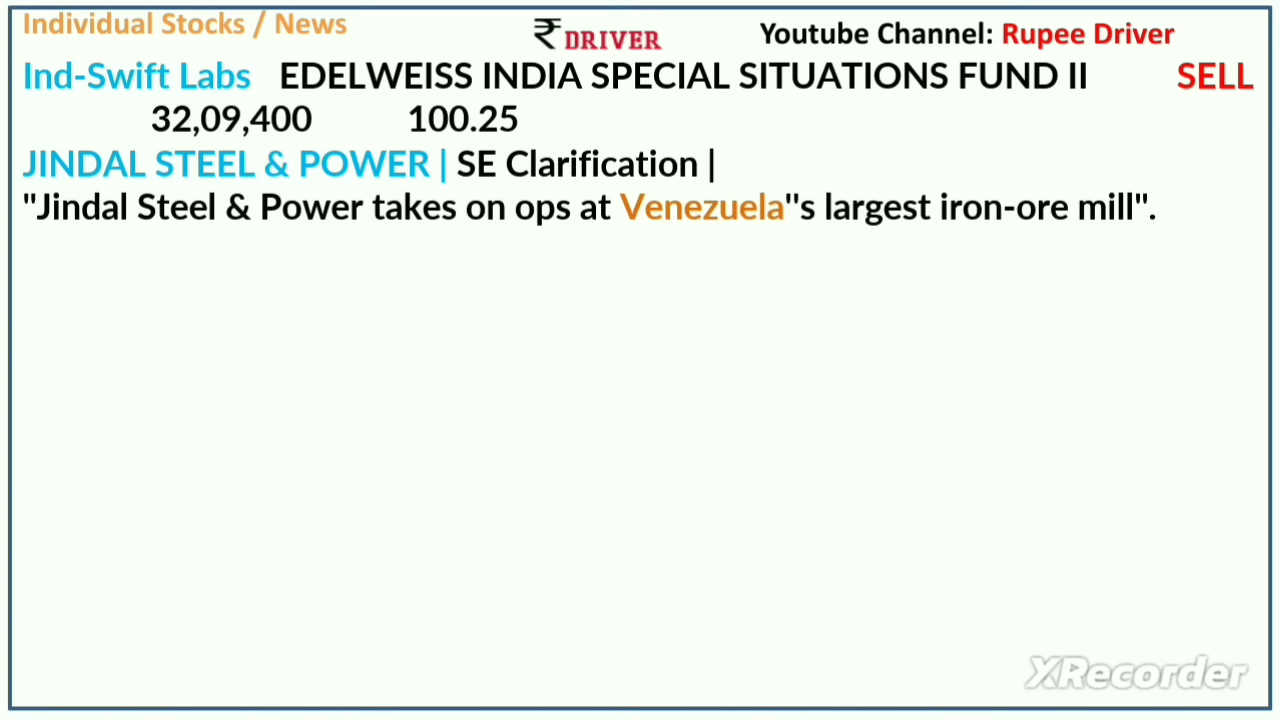 Individual Stocks / News
₹ DRIVER
Youtube Channel: Rupee Driver
Ind-Swift Labs EDELWEISS INDIA SPECIAL SITUATIONS FUND II SELL
32,09,400 100.25
JINDAL STEEL & POWER | SE Clarification |
"Jindal Steel & Power takes on ops at Venezuela"s largest iron-ore mill".
XRecorder